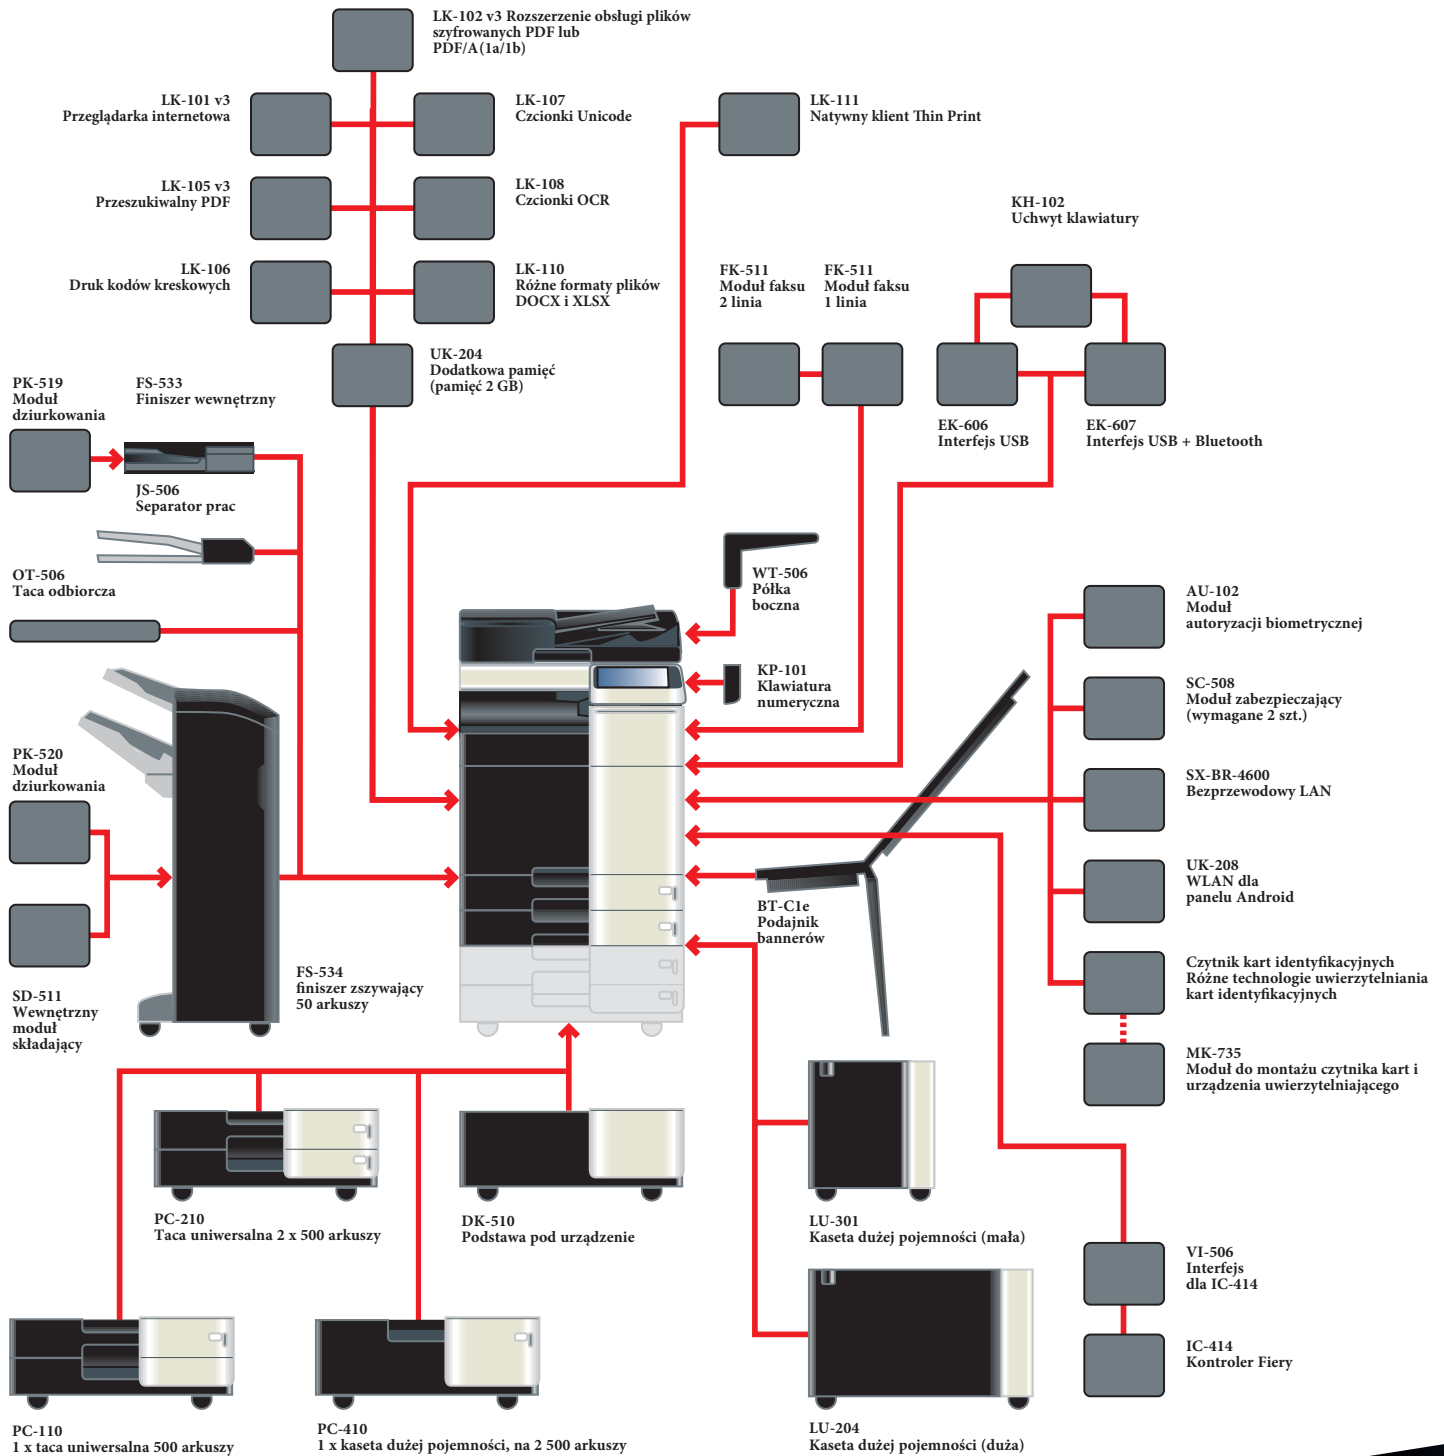 LK-102 v3 Rozszerzenie obsługi plików
szyfrowanych PDF lub
PDF/A(1a/1b)
LK-101 v3
Przeglądarka internetowa
LK-107
Czcionki Unicode
LK-111
Natywny klient Thin Print
LK-105 v3
Przeszukiwalny PDF
LK-108
Czcionki OCR
KH-102
Uchwyt klawiatury
LK-106
Druk kodów kreskowych
LK-110
Różne formaty plików
DOCX i XLSX
FK-511
Moduł faksu
2 linia
FK-511
Moduł faksu
1 linia
UK-204
Dodatkowa pamięć
(pamięć 2 GB)
PK-519
Moduł
dziurkowania
FS-533
Finiszer wewnętrzny
EK-606
Interfejs USB
EK-607
Interfejs USB + Bluetooth
JS-506
Separator prac
OT-506
Taca odbiorcza
WT-506
Półka
boczna
AU-102
Moduł
autoryzacji biometrycznej
KP-101
Klawiatura
numeryczna
SC-508
Moduł zabezpieczający
(wymagane 2 szt.)
PK-520
Moduł
dziurkowania
SX-BR-4600
Bezprzewodowy LAN
UK-208
WLAN dla
panelu Android
BT-C1e
Podajnik
bannerów
Czytnik kart identyfikacyjnych
Różne technologie uwierzytelniania
kart identyfikacyjnych
FS-534
finiszer zszywający
50 arkuszy
SD-511
Wewnętrzny
moduł
składający
MK-735
Moduł do montażu czytnika kart i
urządzenia uwierzytelniającego
PC-210
Taca uniwersalna 2 x 500 arkuszy
DK-510
Podstawa pod urządzenie
LU-301
Kaseta dużej pojemności (mała)
VI-506
Interfejs
dla IC-414
IC-414
Kontroler Fiery
PC-110
1 x taca uniwersalna 500 arkuszy
PC-410
1 x kaseta dużej pojemności, na 2 500 arkuszy
LU-204
Kaseta dużej pojemności (duża)